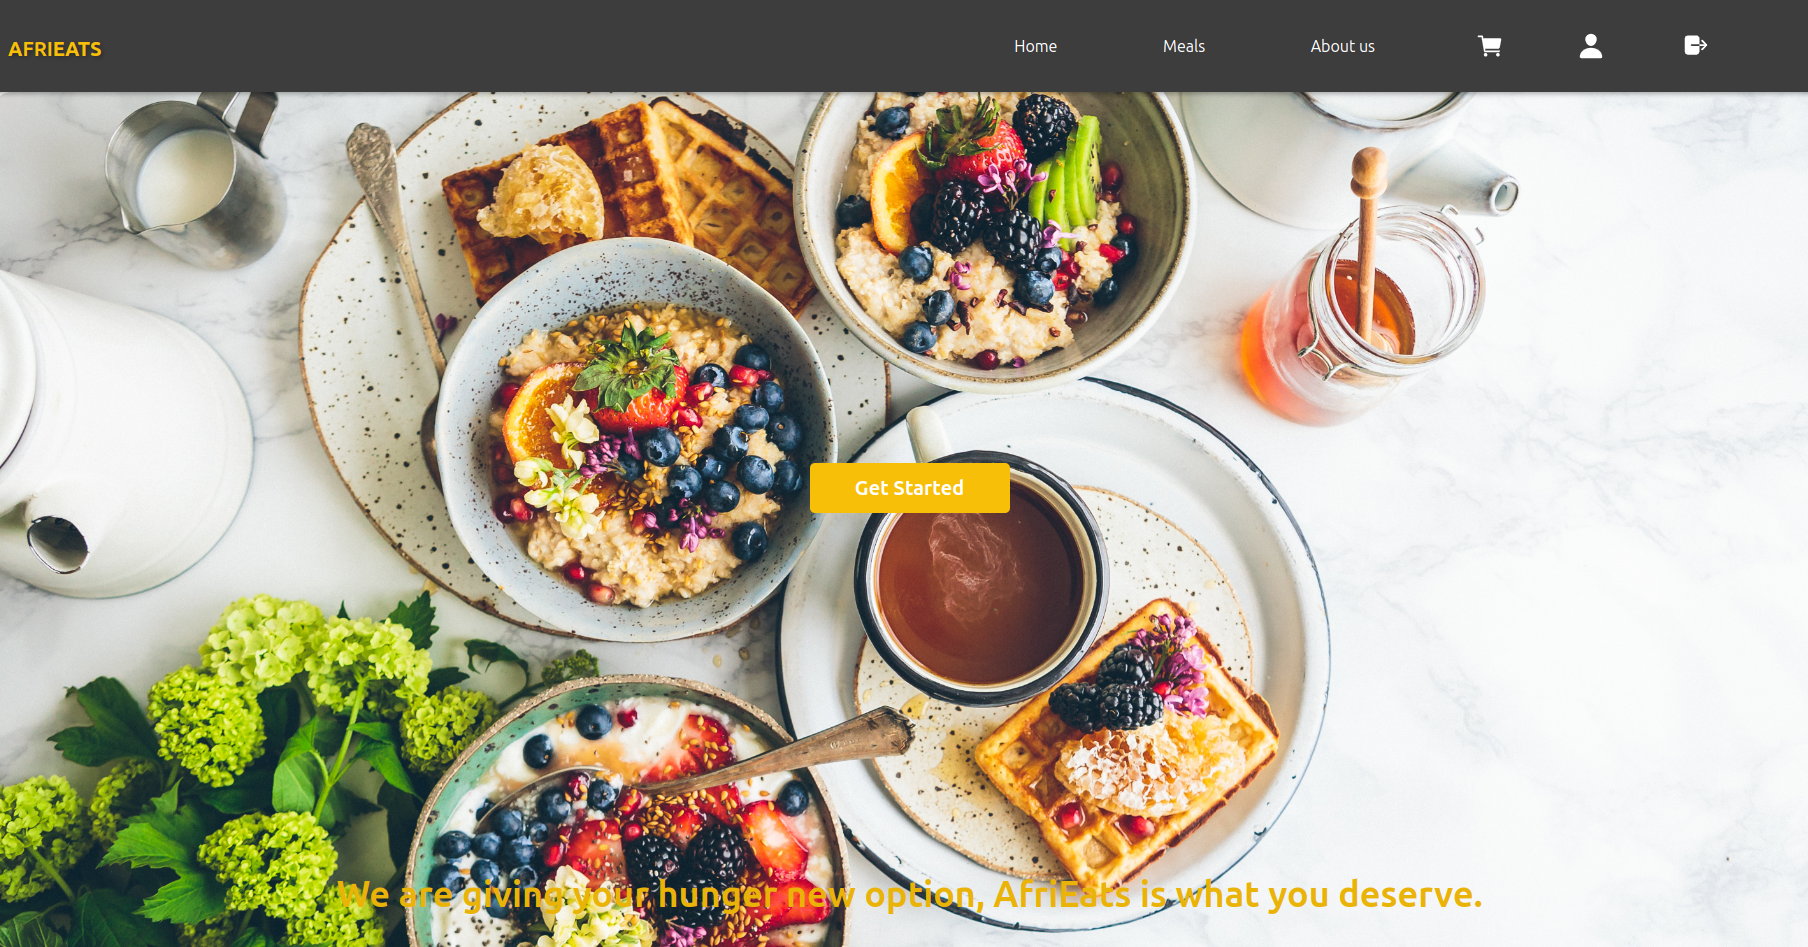 AFRIEATS
Home
Meals
About us
Get Started
We are giving your hunger new option, AfriEats is what you deserve.